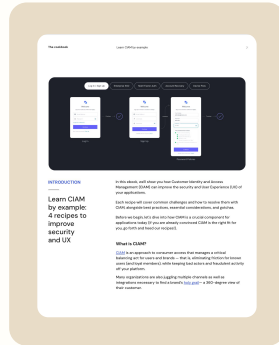 The cookbook
Learn CIAM by example
INTRODUCTION
Learn CIAM
by example:
4 recipes to
improve
security
and UX
In this ebook, we'll show you how Customer Identity and Access
Management (CIAM) can improve the security and User Experience (UX) of
your applications.
Each recipe will cover common challenges and how to resolve them with
CIAM, alongside best practices, essential considerations, and gotchas.
Before we begin, let's dive into how CIAM is a crucial component for
applications today. (If you are already convinced CIAM is the right fit for
you, go forth and read our recipes!)
What is CIAM?
CIAM is an approach to consumer access that manages a critical
balancing act for users and brands — that is, eliminating friction for known
users (and loyal members), while keeping bad actors and fraudulent activity
off your platform.
Many organizations are also juggling multiple channels as well as
integrations necessary to find a brand's holy grail — a 360-degree view of
their customer.